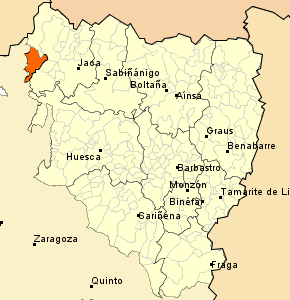 Jaca
Sabiñánigo
Boltaña
Aínsa
Graus
Benabarre
Huesca
Barbastro
Monzón
Tamarite de Li
Binéfar
Sariñena
Zaragoza
Fraga
Quinto